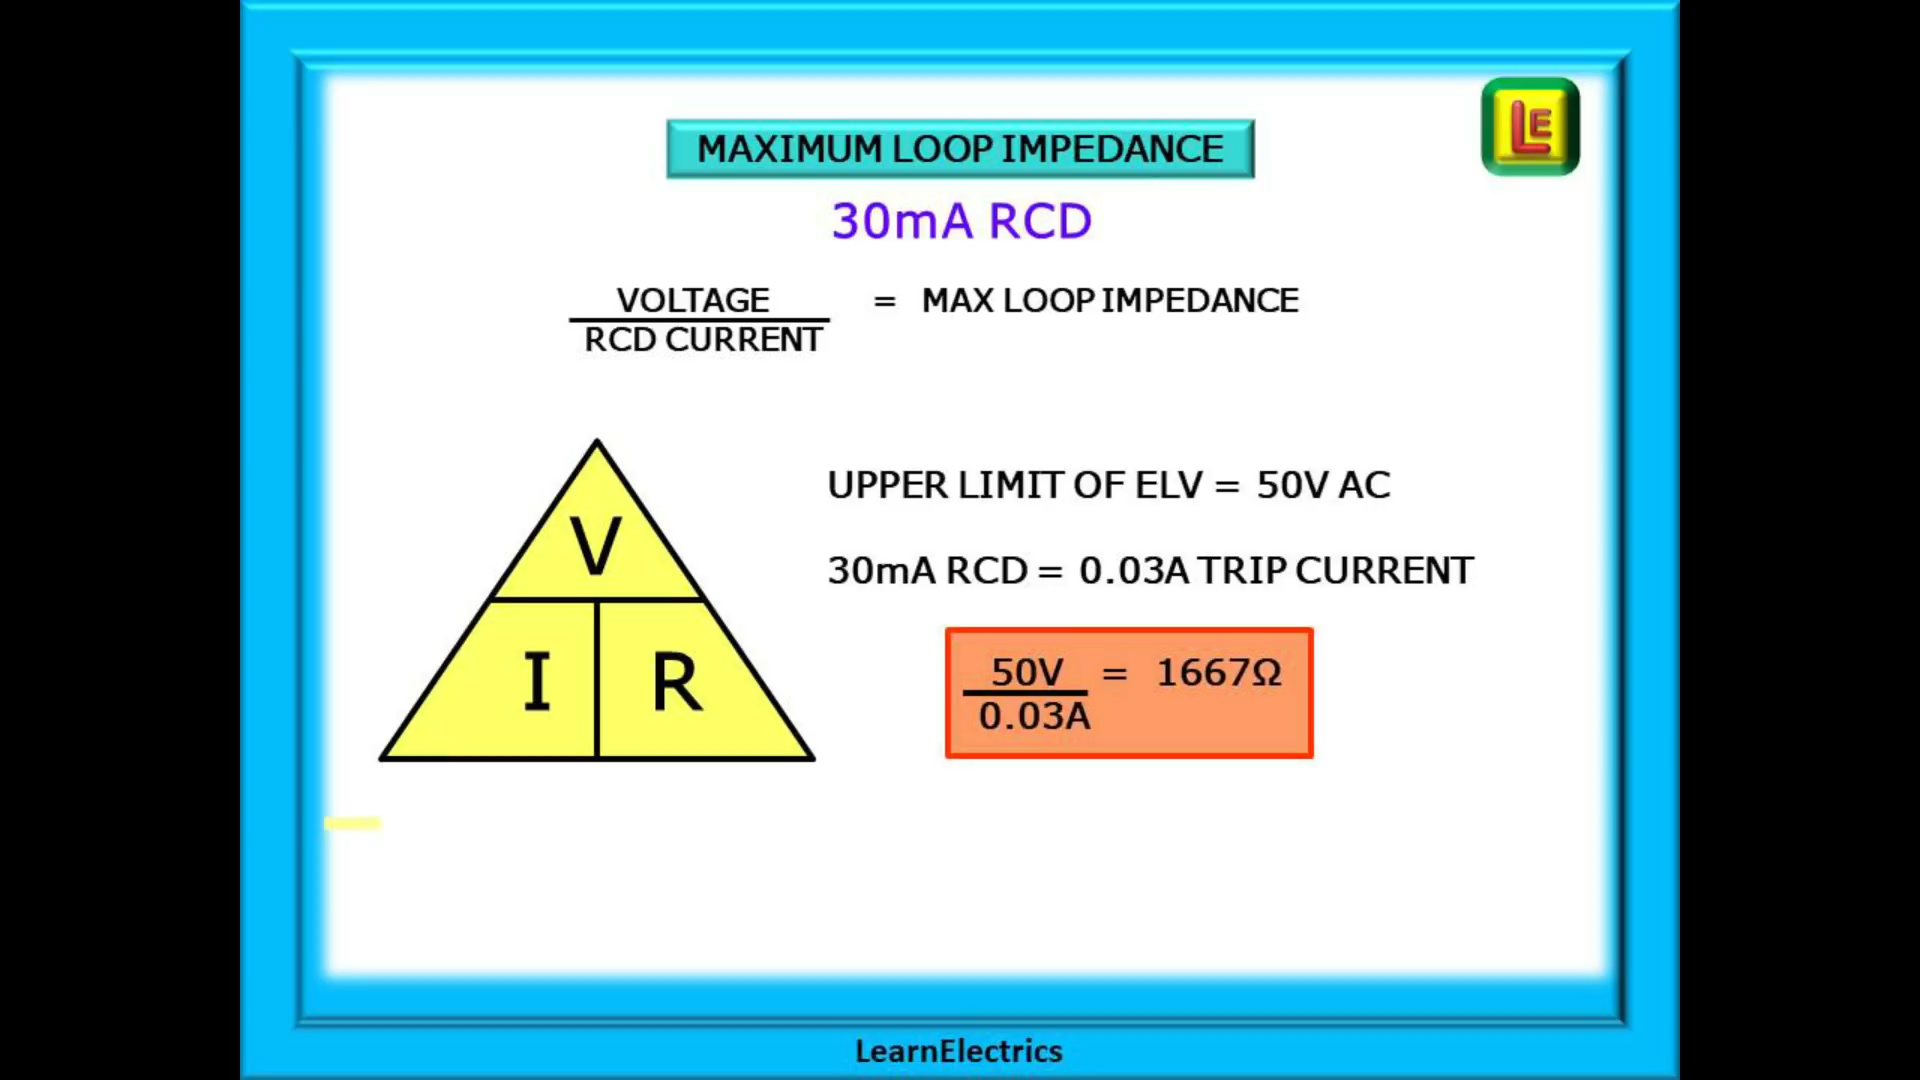 LE
MAXIMUM LOOP IMPEDANCE
30mA RCD
VOLTAGE = MAX LOOP IMPEDANCE
RCD CURRENT
UPPER LIMIT OF ELV = 50V AC
V
30mA RCD = 0.03A TRIP CURRENT
I R
50V = 1667Ω
0.03A
LearnElectrics